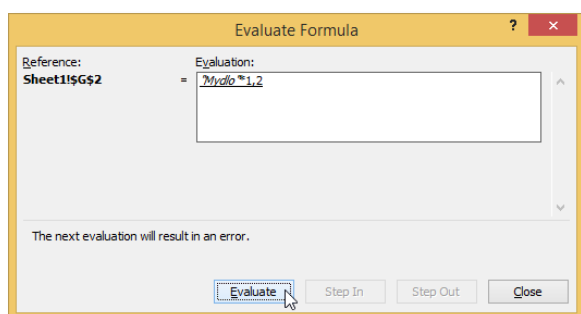 Evaluate Formula
? ×
Reference: Evaluation:
Sheet1!$G$2 = "Mydlo"*1,2
The next evaluation will result in an error.
Evaluate Step In Step Out Close